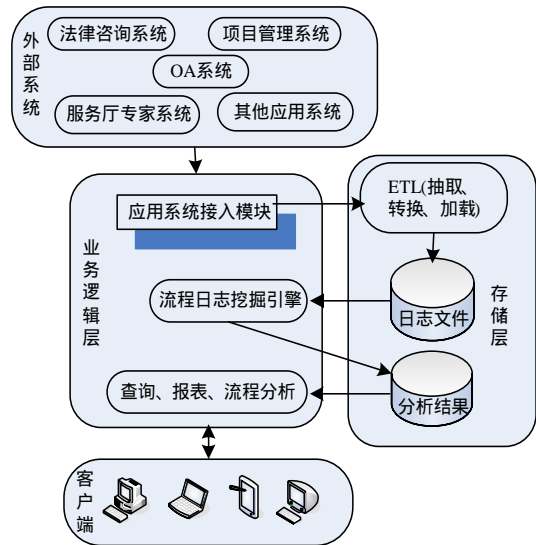 外部系统
法律咨询系统
项目管理系统
OA系统
服务厅专家系统
其他应用系统
业务逻辑层
应用系统接入模块
流程日志挖掘引擎
查询、报表、流程分析
ETL(抽取、
转换、加载)
日志文件
分析结果
存储层
客户端